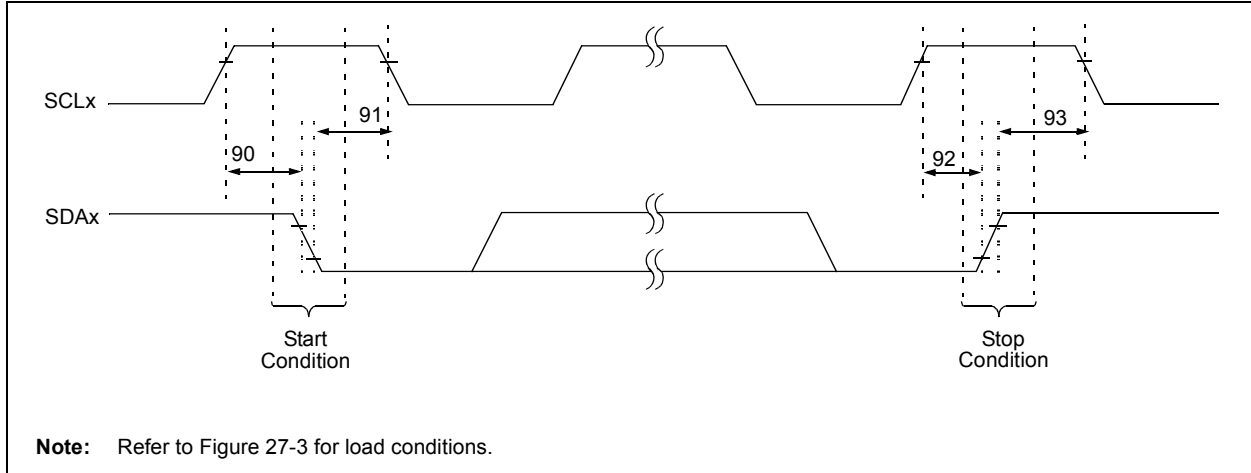 SCLx
91
93
90
92
SDAx
Start
Condition
Stop
Condition
Note: Refer to Figure 27-3 for load conditions.